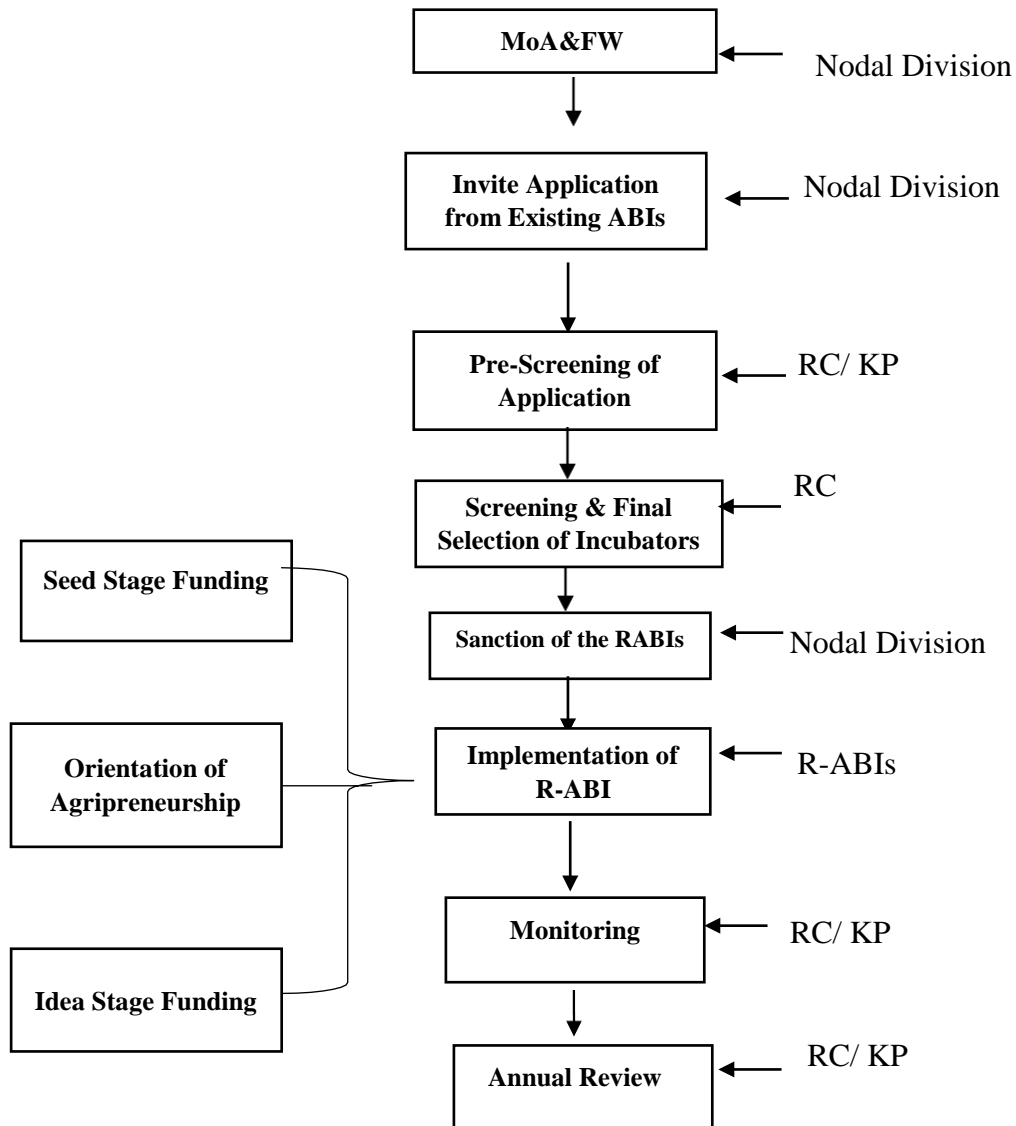 MoA&FW
Nodal Division
Invite Application
from Existing ABIs
Nodal Division
Pre-Screening of
Application
RC/ KP
Screening & Final
Selection of Incubators
RC
Seed Stage Funding
Sanction of the RABIs
Nodal Division
Orientation of
Agripreneurship
Implementation of
R-ABI
R-ABIs
Monitoring
RC/ KP
Idea Stage Funding
Annual Review
RC/ KP